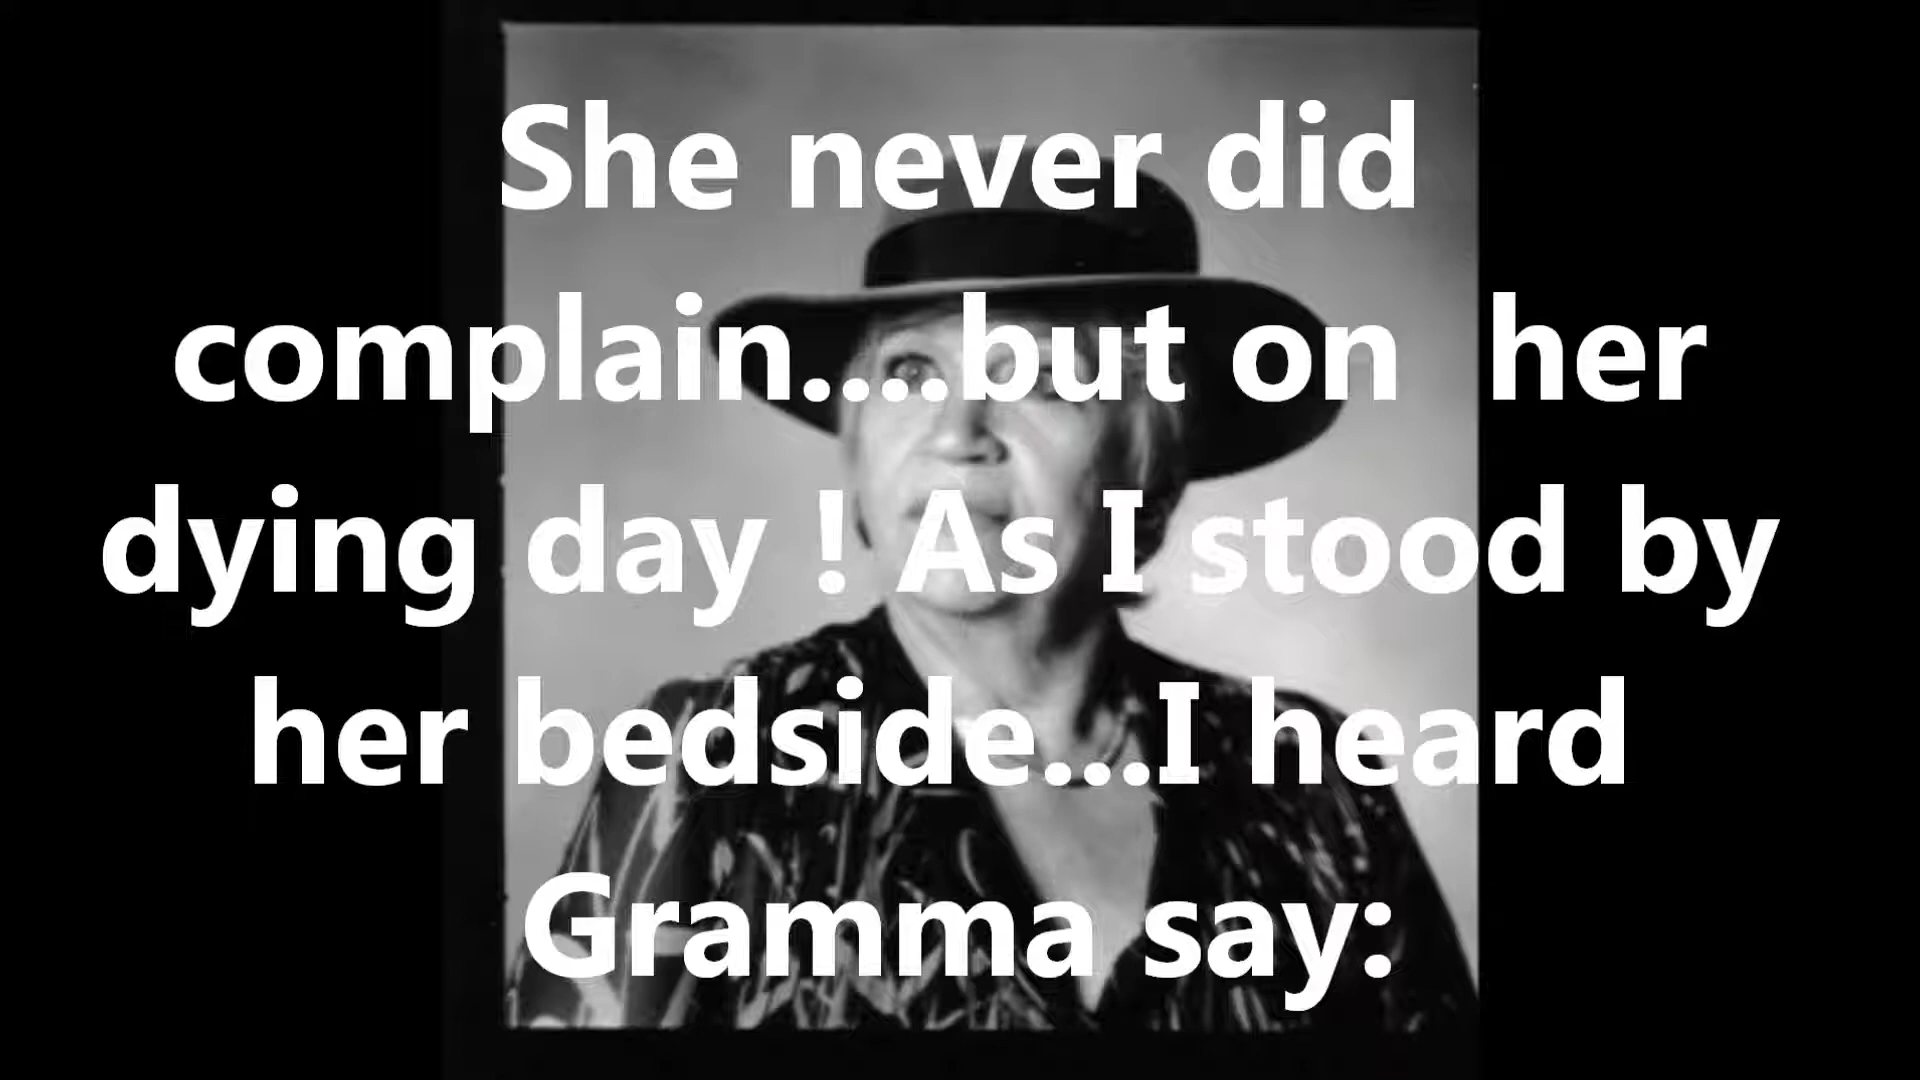 She never did
complain....but on  her
dying day ! As I stood by
her bedside...I heard
Gramma say: